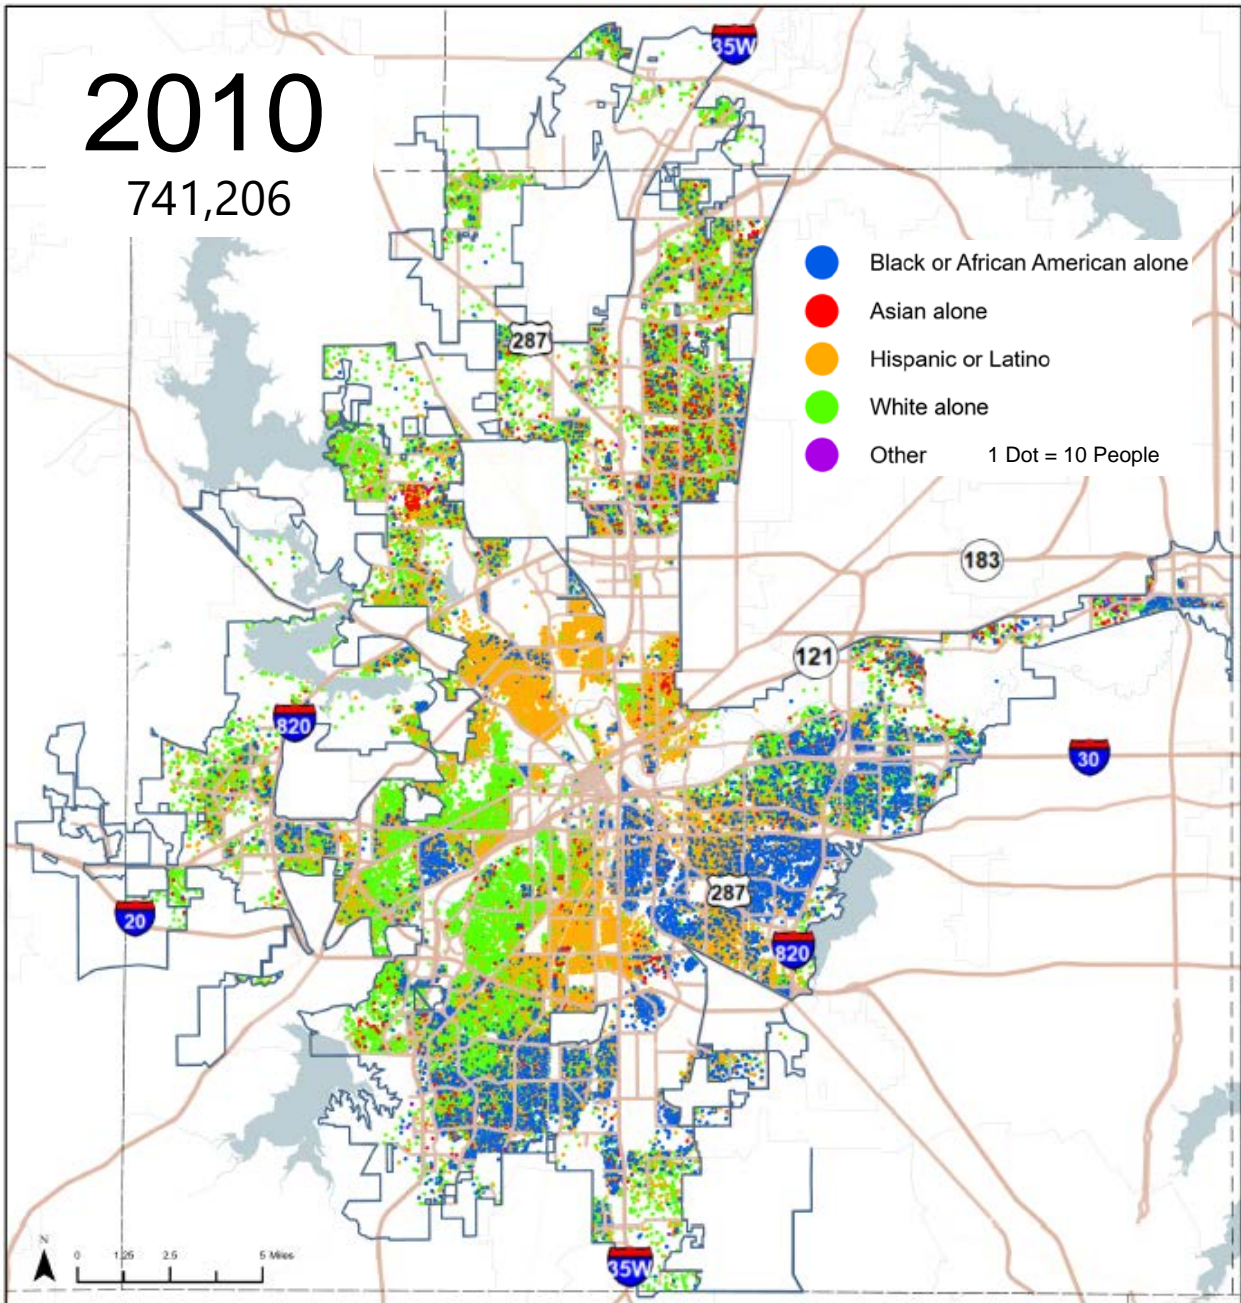 2010
741,206
35W
Black or African American alone
Asian alone
Hispanic or Latino
White alone
Other 1 Dot = 10 People
287
183
121
820
30
287
20
820
N
0 1.25 2.5 5 Miles
35W